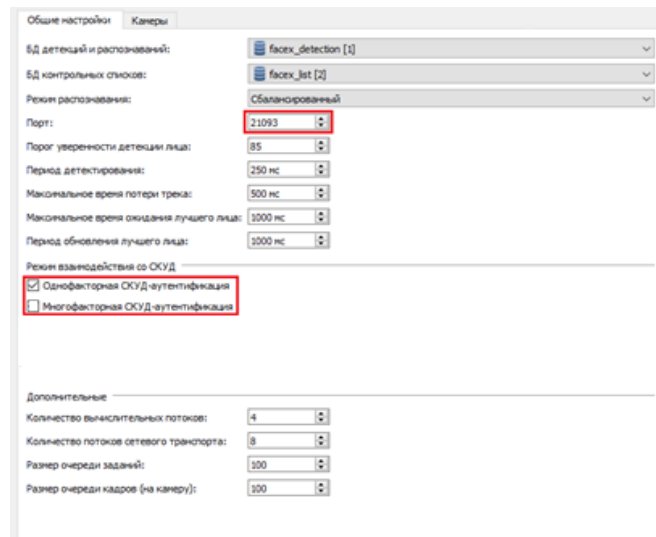 Общие настройки Камеры
БД детекций и распознаваний: facex_detection [1]
БД контрольных списков: facex_list [2]
Режим распознавания: Сбалансированный
Порт: 21093
Порог уверенности детекции лица: 85
Период детектирования: 250 мс
Максимальное время потери трека: 500 мс
Максимальное время ожидания лучшего лица: 1000 мс
Период обновления лучшего лица: 1000 мс
Режим взаимодействия со СКУД
Однофакторная СКУД-аутентификация
Многофакторная СКУД-аутентификация
Дополнительные
Количество вычислительных потоков: 4
Количество потоков сетевого транспорта: 8
Размер очереди заданий: 100
Размер очереди кадров (на камеру): 100